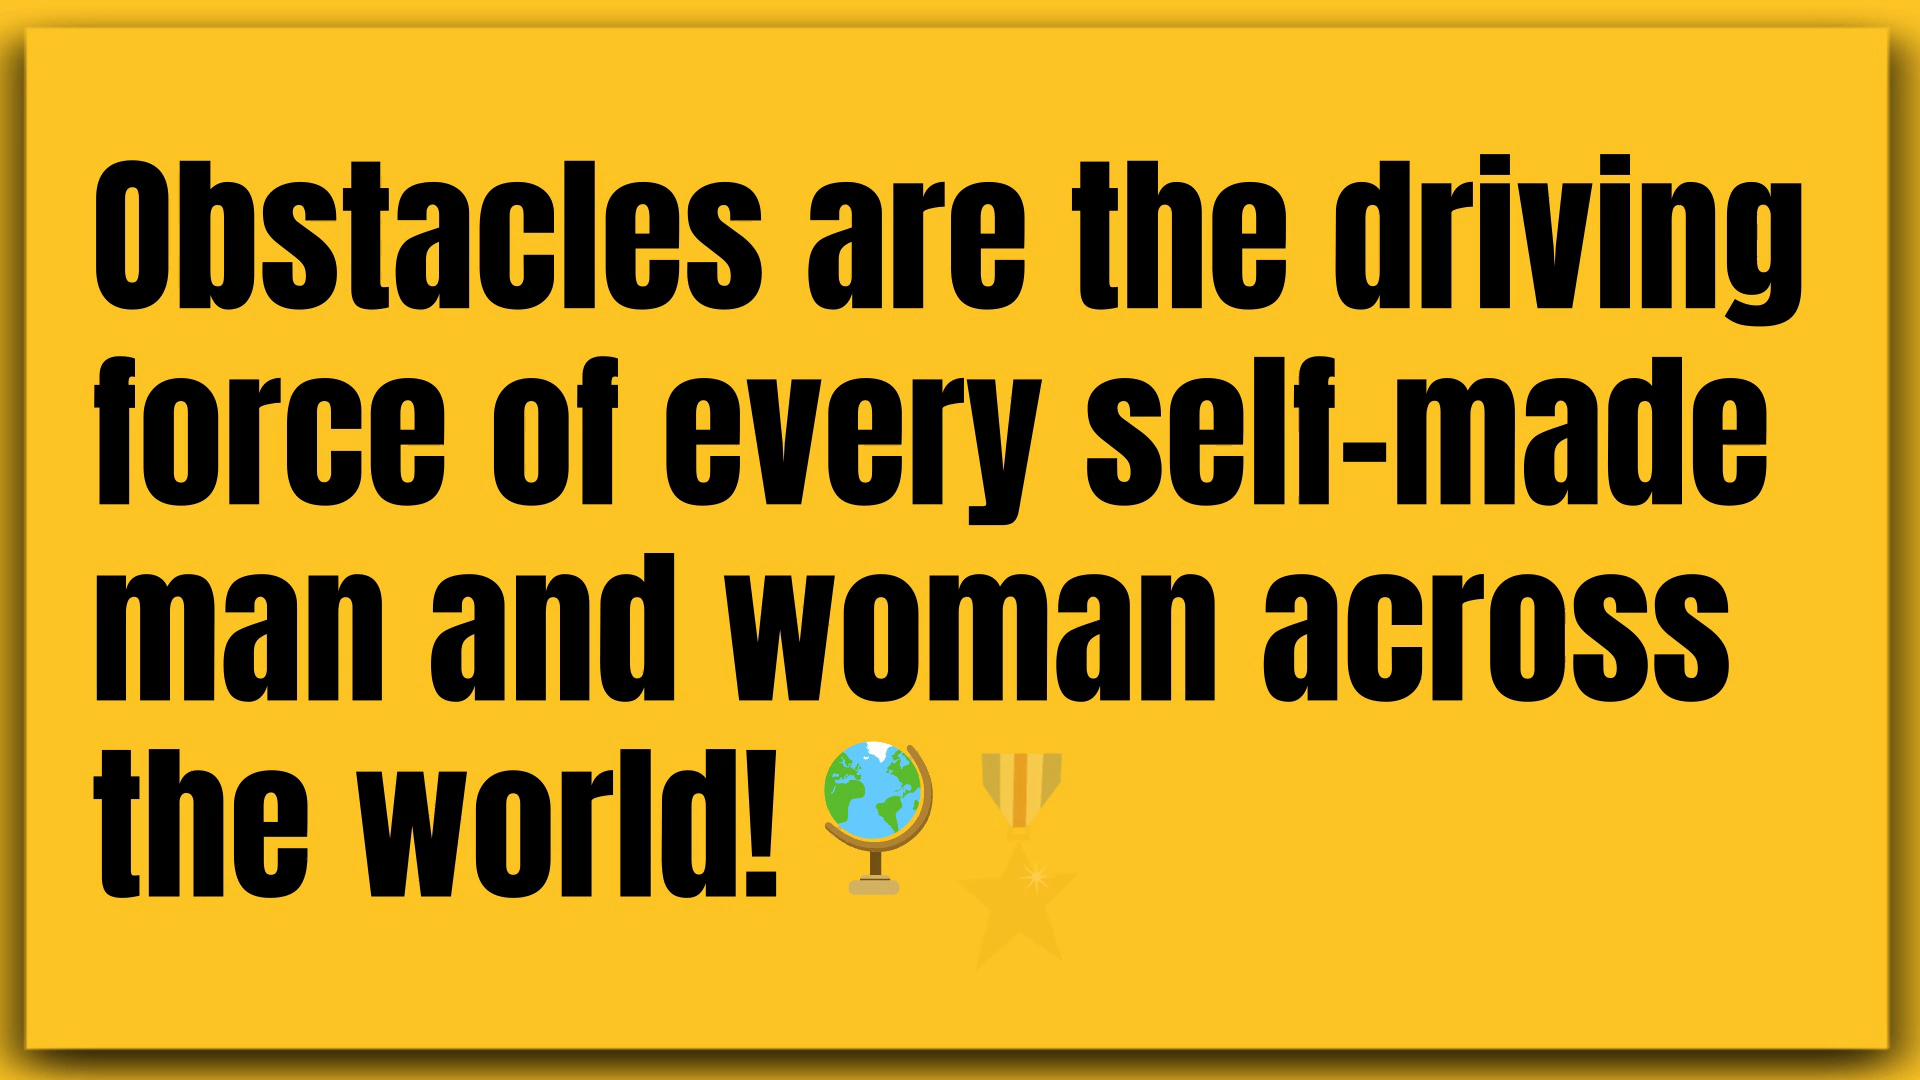 Obstacles are the driving
force of every self-made
man and woman across
the world!